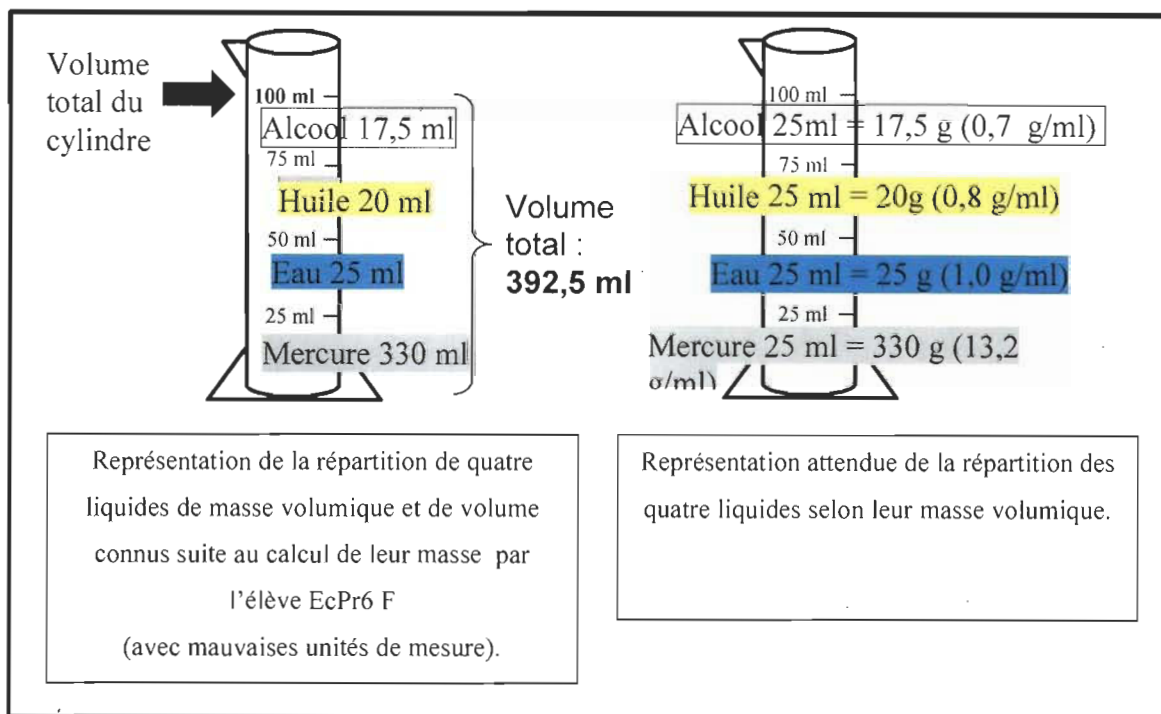 Volume
total du
cylindre
100 ml
Alcool 17,5 ml
75 ml
Huile 20 ml
50 ml
Eau 25 ml
25 ml
Mercure 330 ml
Volume
total :
392,5 ml
100 ml
Alcool 25ml = 17,5 g (0,7 g/ml)
75 ml
Huile 25 ml = 20g (0,8 g/ml)
50 ml
Eau 25 ml = 25 g (1,0 g/ml)
25 ml
Mercure 25 ml = 330 g (13,2
g/ml)
Représentation de la répartition de quatre
liquides de masse volumique et de volume
connus suite au calcul de leur masse par
l'élève EcPr6 F
(avec mauvaises unités de mesure).
Représentation attendue de la répartition des
quatre liquides selon leur masse volumique.